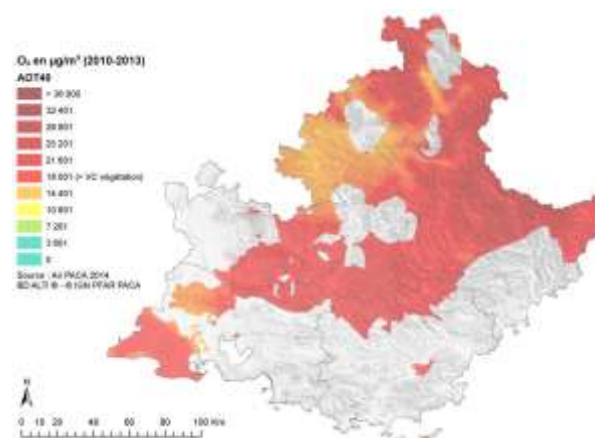 O₃ en µg/m³ (2010-2013)
AOT40
> 36 000
32 401
28 801
25 201
21 601
18 001 (> VC végétation)
14 401
10 801
7 201
3 601
0
Source : Air PACA 2014
BD ALTI ® - © IGN PFAR PACA
N
0 10 20 40 60 80 100 Km